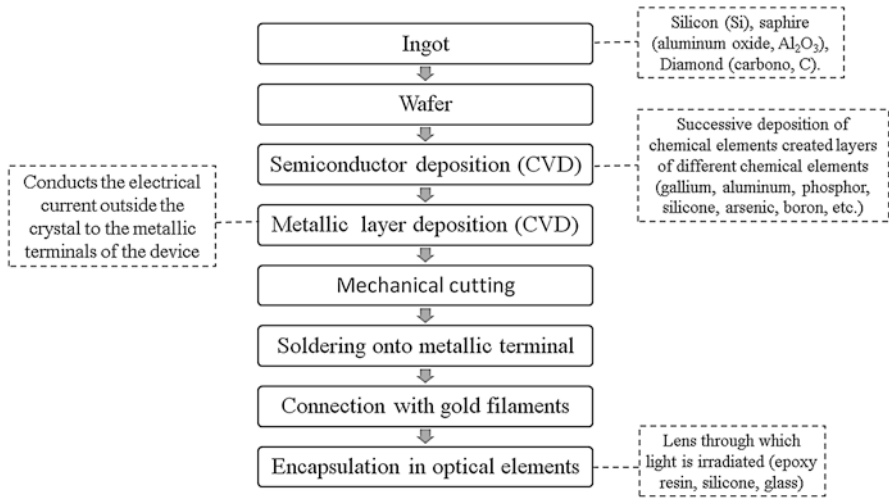 Ingot
Silicon (Si), saphire
(aluminum oxide, Al₂O₃),
Diamond (carbono, C).
Wafer
Semiconductor deposition (CVD)
Successive deposition of
chemical elements created layers
of different chemical elements
(gallium, aluminum, phosphor,
silicone, arsenic, boron, etc.)
Conducts the electrical
current outside the
crystal to the metallic
terminals of the device
Metallic layer deposition (CVD)
Mechanical cutting
Soldering onto metallic terminal
Connection with gold filaments
Encapsulation in optical elements
Lens through which
light is irradiated (epoxy
resin, silicone, glass)